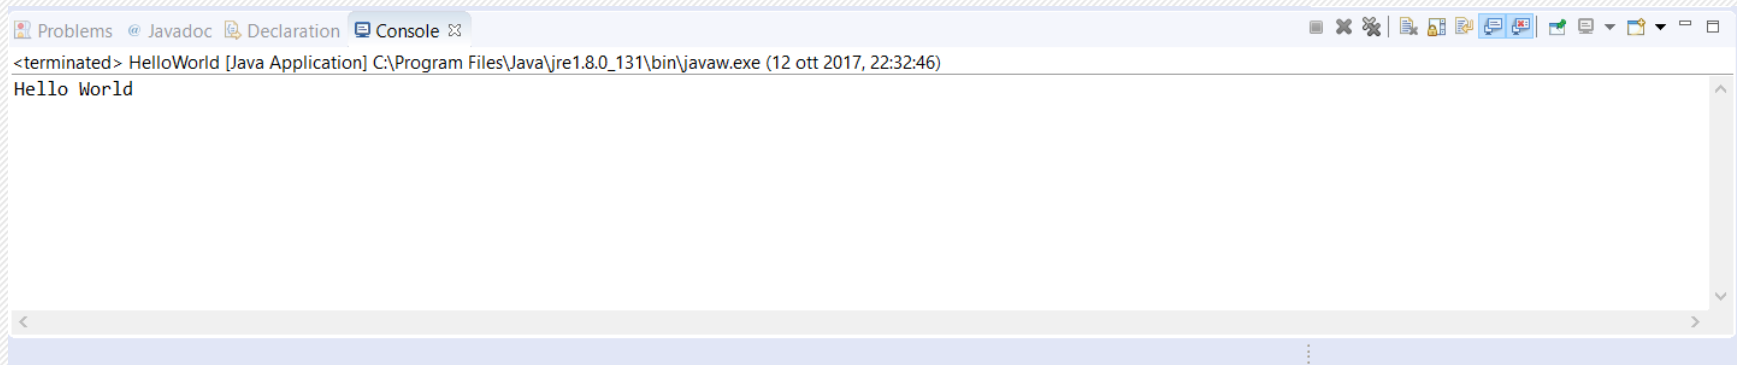 Problems @ Javadoc Declaration Console
<terminated> HelloWorld [Java Application] C:\Program Files\Java\jre1.8.0_131\bin\javaw.exe (12 ott 2017, 22:32:46)
Hello World